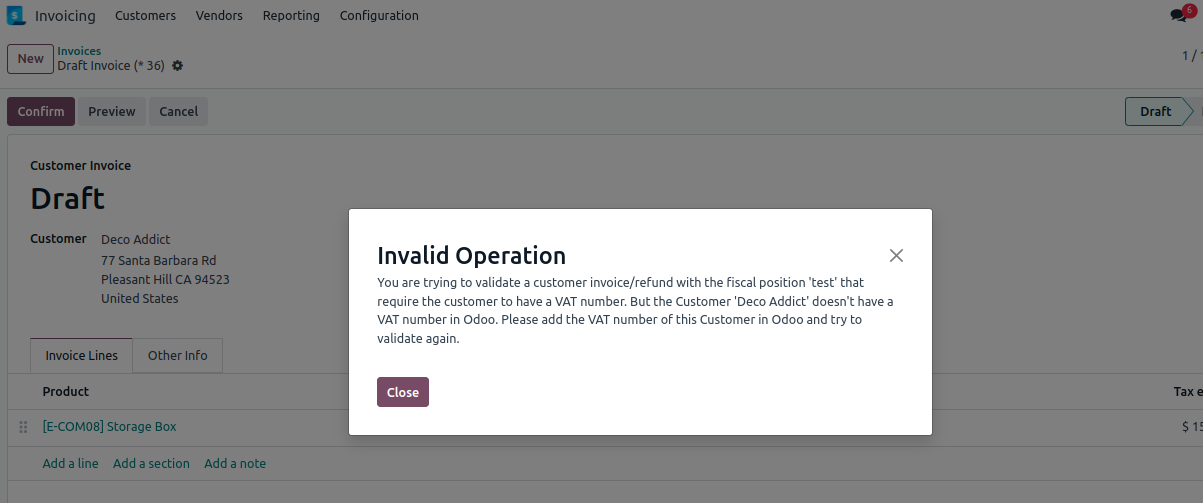 Invoicing Customers Vendors Reporting Configuration 6
New Invoices
Draft Invoice (* 36) 1 / 1
Confirm Preview Cancel Draft
Customer Invoice
Draft
Customer Deco Addict
77 Santa Barbara Rd
Pleasant Hill CA 94523
United States
Invalid Operation
You are trying to validate a customer invoice/refund with the fiscal position 'test' that
require the customer to have a VAT number. But the Customer 'Deco Addict' doesn't have a
VAT number in Odoo. Please add the VAT number of this Customer in Odoo and try to
validate again.
Close
Invoice Lines Other Info
Product Tax e
[E-COM08] Storage Box $ 15
Add a line Add a section Add a note